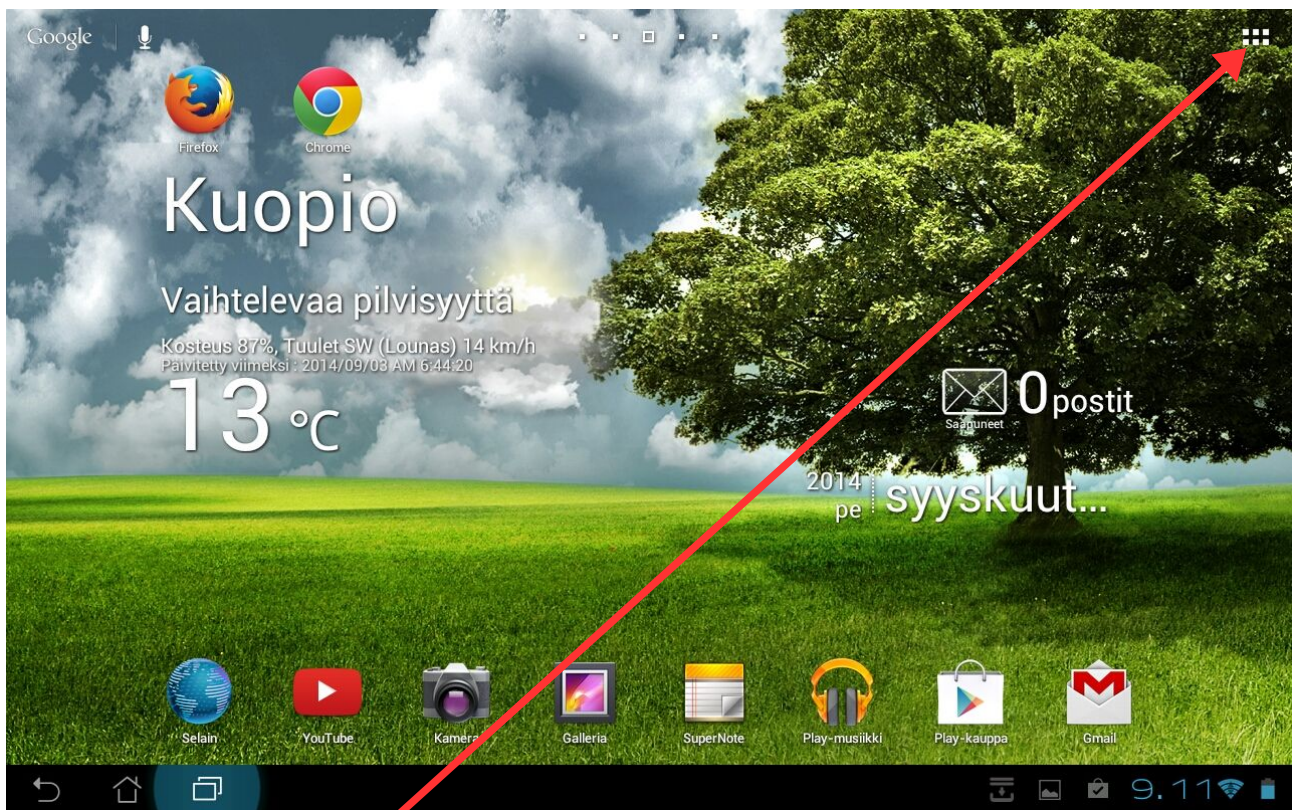 Google
Firefox
Chrome
Kuopio
Vaihtelevaa pilvisyyttä
Kosteus 87%, Tuulet SW (Lounas) 14 km/h
Päivitetty viimeksi : 2014/09/03 AM 6:44:20
13 °C
0 postit
Saapuneet
2014
pe
syyskuut...
Selain
YouTube
Kamera
Galleria
SuperNote
Play-musiikki
Play-kauppa
Gmail
9.11